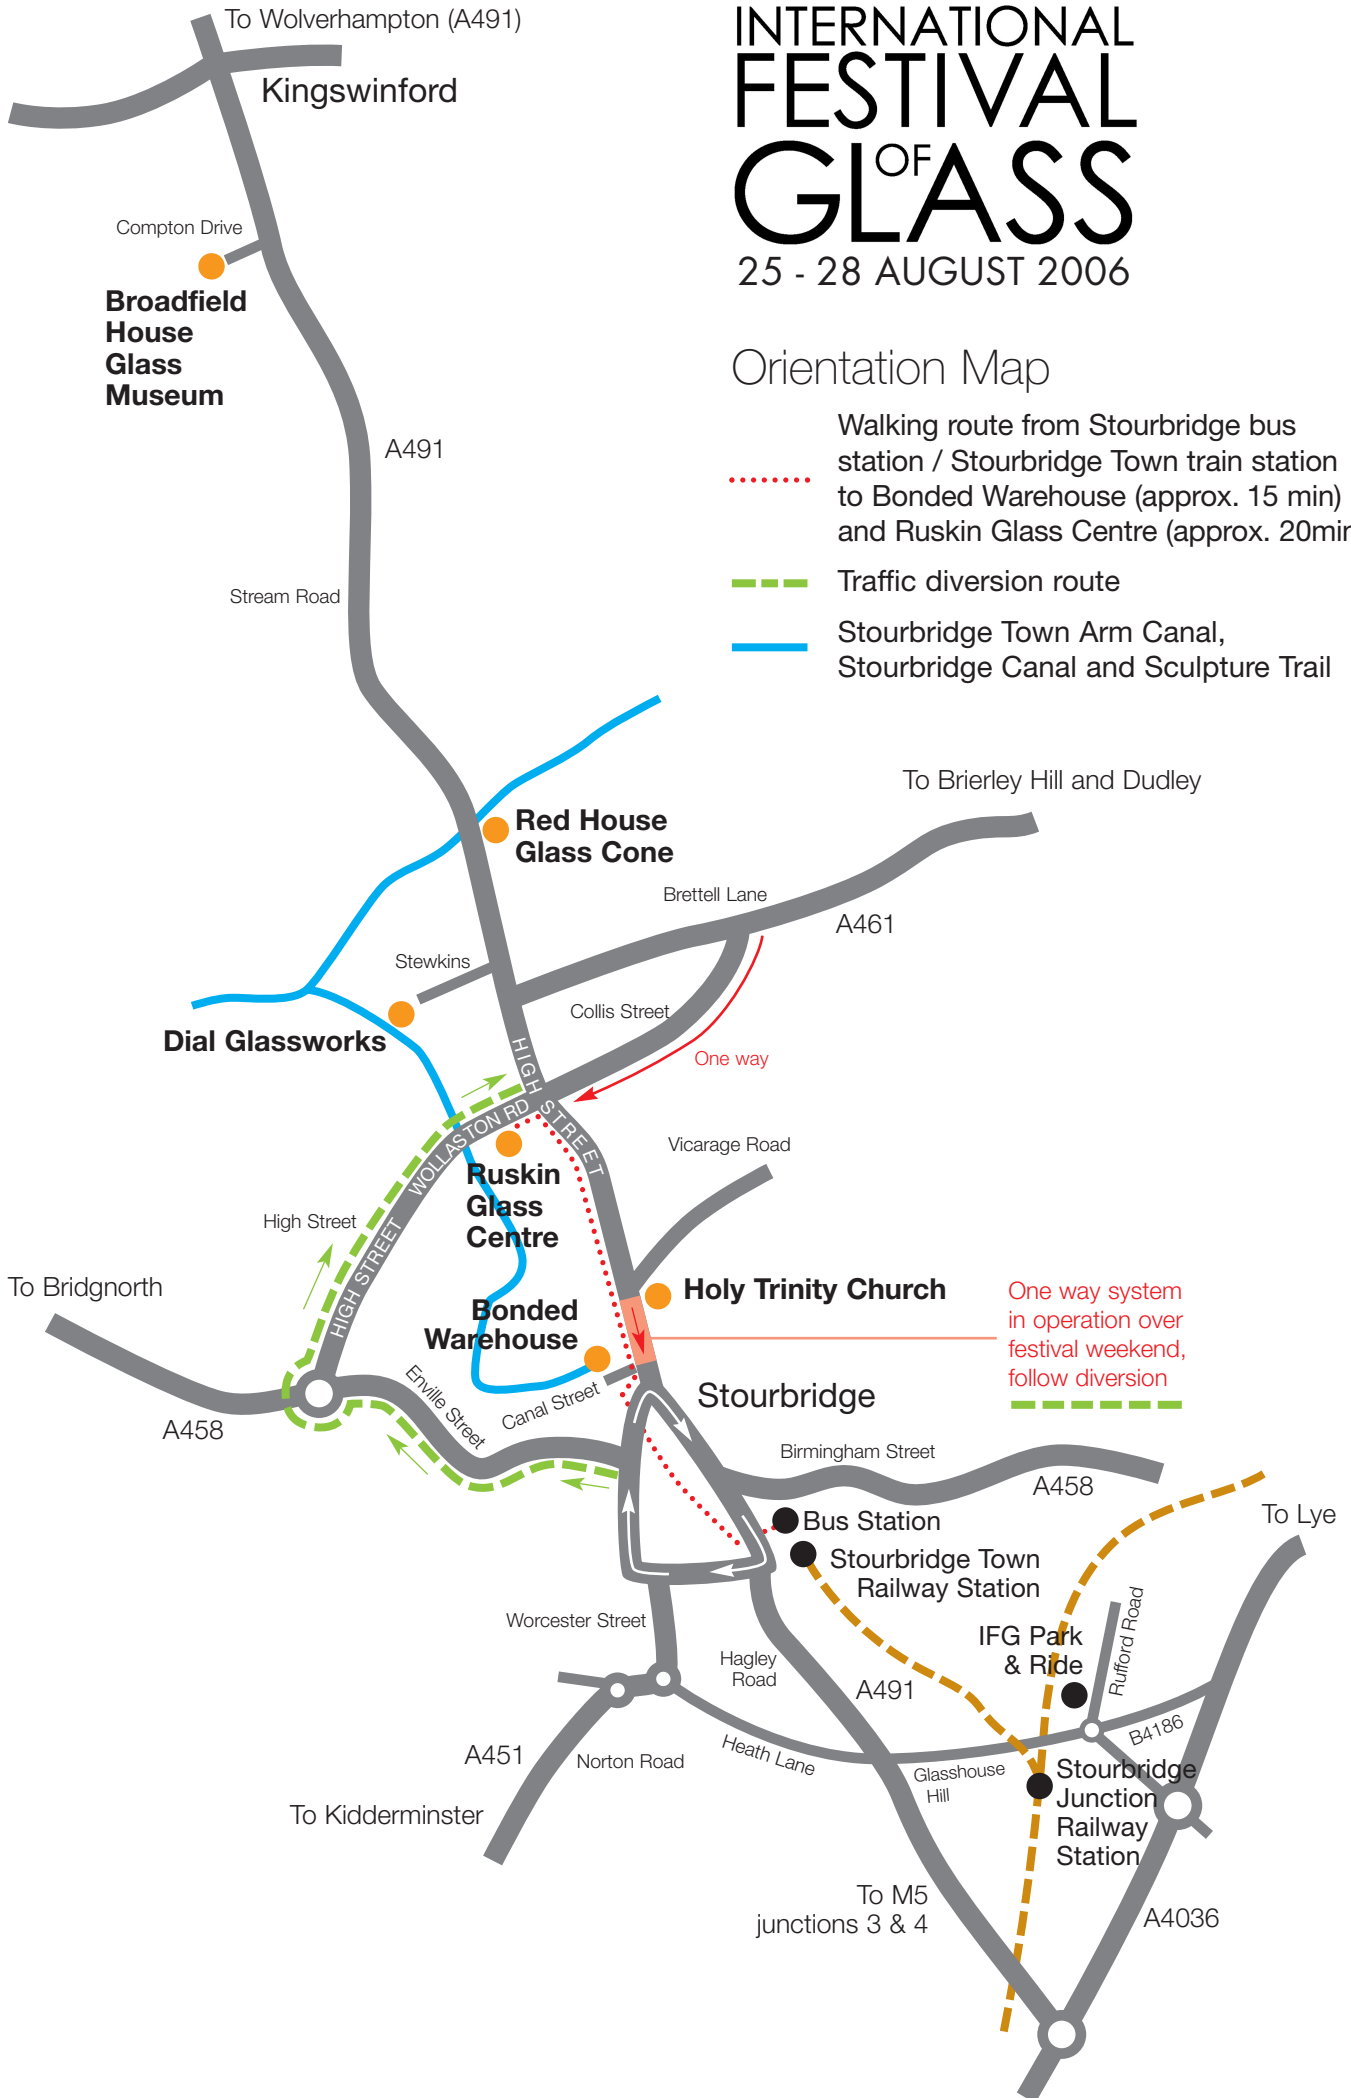 To Wolverhampton (A491)
Kingswinford
INTERNATIONAL
FESTIVAL
OF
GLASS
25 - 28 AUGUST 2006
Compton Drive
Broadfield
House
Glass
Museum
Orientation Map
Walking route from Stourbridge bus
station / Stourbridge Town train station
to Bonded Warehouse (approx. 15 min)
and Ruskin Glass Centre (approx. 20min
Traffic diversion route
Stourbridge Town Arm Canal,
Stourbridge Canal and Sculpture Trail
A491
Stream Road
To Brierley Hill and Dudley
Red House
Glass Cone
Brettell Lane
A461
Stewkins
Collis Street
Dial Glassworks
One way
HIGH STREET
WOLLASTON RD
Vicarage Road
Ruskin
Glass
Centre
High Street
HIGH STREET
To Bridgnorth
Holy Trinity Church
One way system
in operation over
festival weekend,
follow diversion
Bonded
Warehouse
Enville Street
Canal Street
Stourbridge
A458
Birmingham Street
A458
To Lye
Bus Station
Stourbridge Town
Railway Station
Worcester Street
Hagley
Road
IFG Park
& Ride
Rufford Road
A491
B4186
A451
Norton Road
Heath Lane
Glasshouse
Hill
Stourbridge
Junction
Railway
Station
To Kidderminster
To M5
junctions 3 & 4
A4036